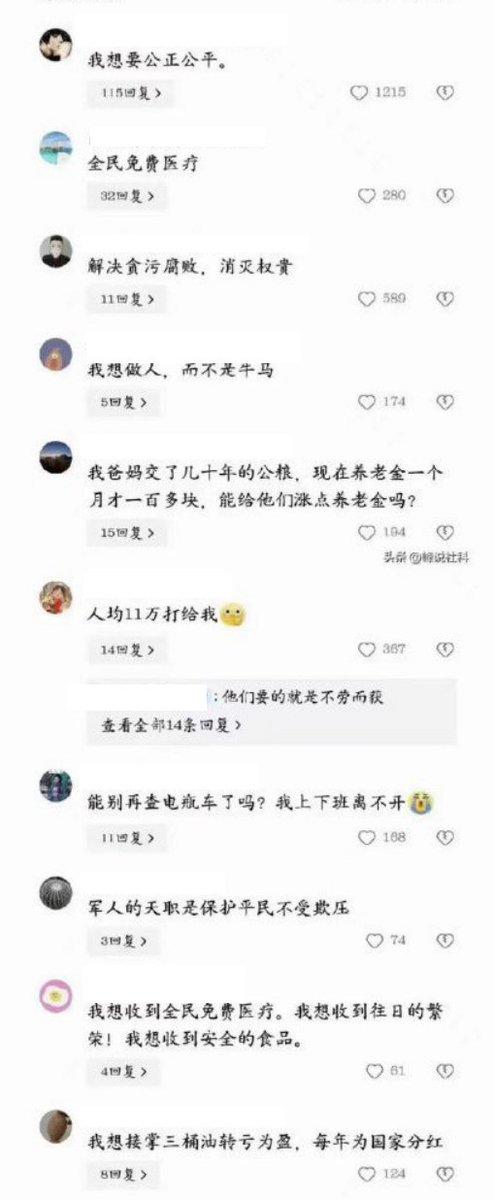 我想要公正公平。
115回复 >
1215
全民免费医疗
32回复 >
280
解决贪污腐败，消灭权贵
11回复 >
589
我想做人，而不是牛马
5回复 >
174
我爸妈交了几十年的公粮，现在养老金一个
月才一百多块，能给他们涨点养老金吗？
15回复 >
194
头条 @
人均11万打给我
14回复 >
367
：他们要的就是不劳而获
查看全部14条回复 >
能别再查电瓶车了吗？我上下班离不开
11回复 >
168
军人的天职是保护平民不受欺压
3回复 >
74
我想收到全民免费医疗。我想收到往日的繁
荣！我想收到安全的食品。
4回复 >
61
我想接掌三桶油转亏为盈，每年为国家分红
8回复 >
124